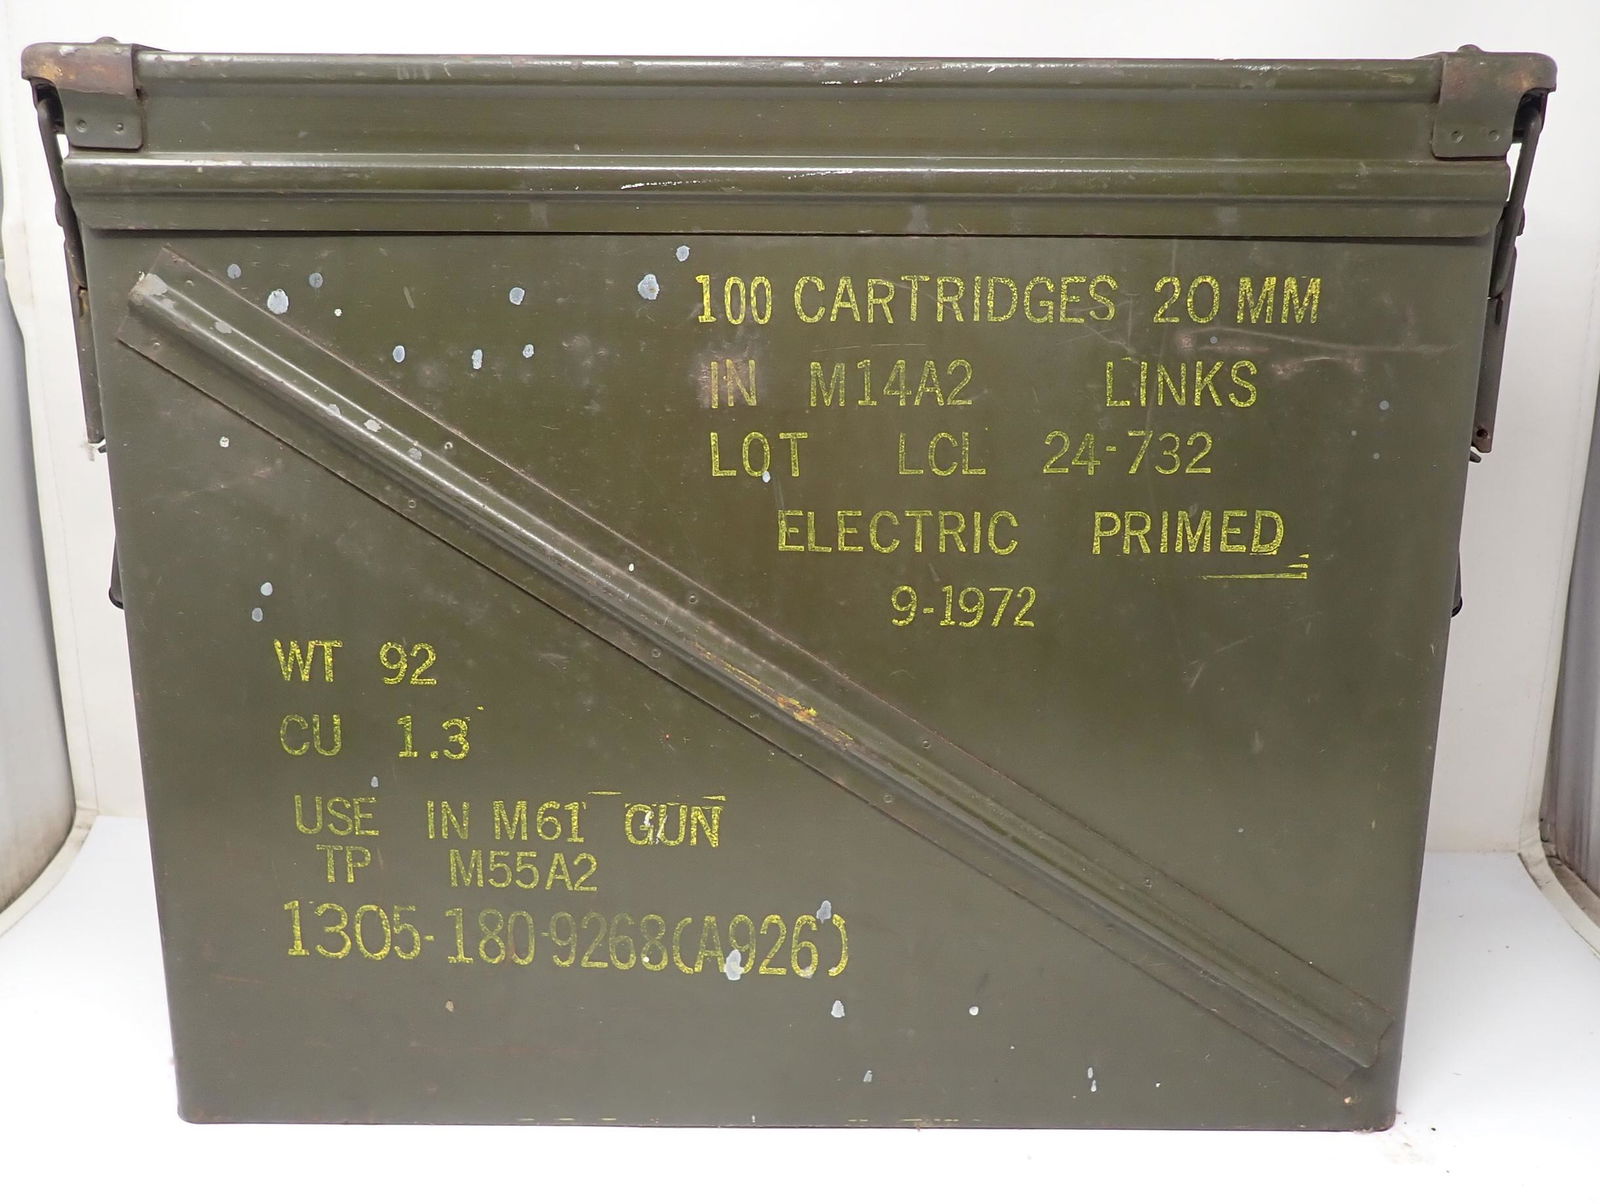 100 CARTRIDGES 20 MM
IN M14A2 LINKS
LOT LCL 24-732
ELECTRIC PRIMED
9-1972
WT 92
CU 1.3
USE IN M61 GUN
TP M55A2
1305-180-9268(A926)